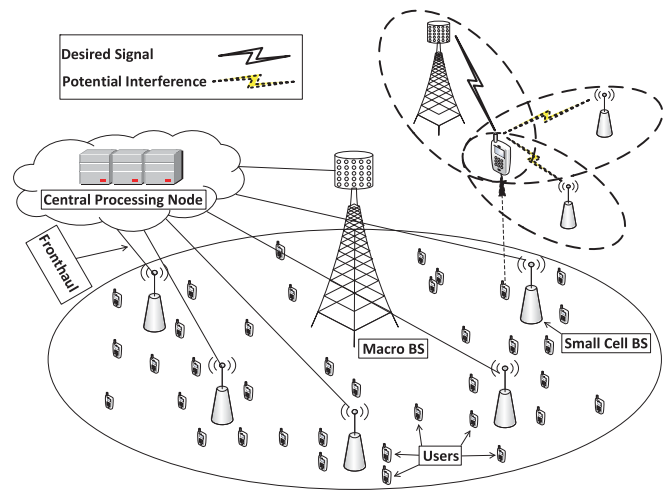 Desired Signal
Potential Interference
Central Processing Node
Fronthaul
Macro BS
Small Cell BS
Users